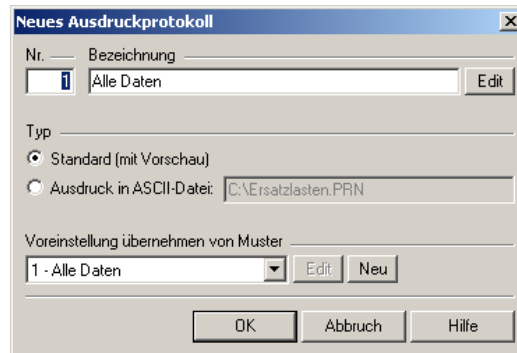 Neues Ausdruckprotokoll
Nr. Bezeichnung
1 Alle Daten Edit
Typ
Standard (mit Vorschau)
Ausdruck in ASCII-Datei: C:\Ersatzlasten.PRN
Voreinstellung übernehmen von Muster
1 - Alle Daten Edit Neu
OK Abbruch Hilfe